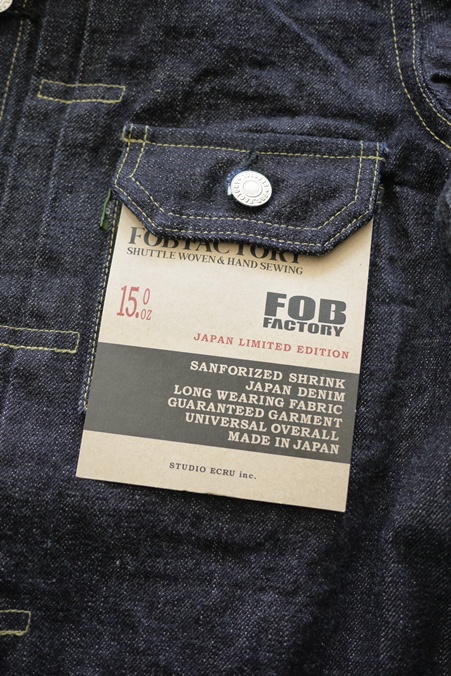 FOBFACTORY
SHUTTLE WOVEN & HAND SEWING
15.0 OZ
FOB
FACTORY
JAPAN LIMITED EDITION
SANFORIZED SHRINK
JAPAN DENIM
LONG WEARING FABRIC
GUARANTEED GARMENT
UNIVERSAL OVERALL
MADE IN JAPAN
STUDIO ECRU inc.